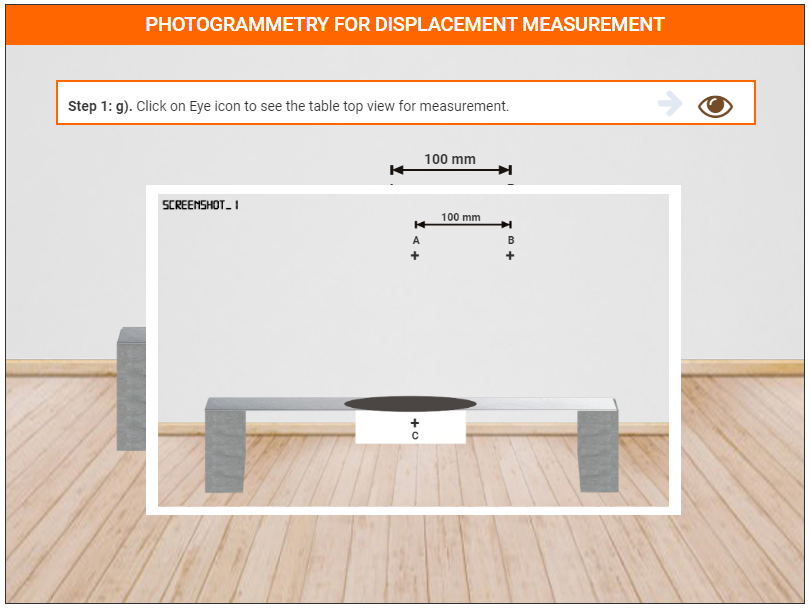 PHOTOGRAMMETRY FOR DISPLACEMENT MEASUREMENT
Step 1: g). Click on Eye icon to see the table top view for measurement.
100 mm
SCREENSHOT_1
100 mm
A B
+ +
+
C